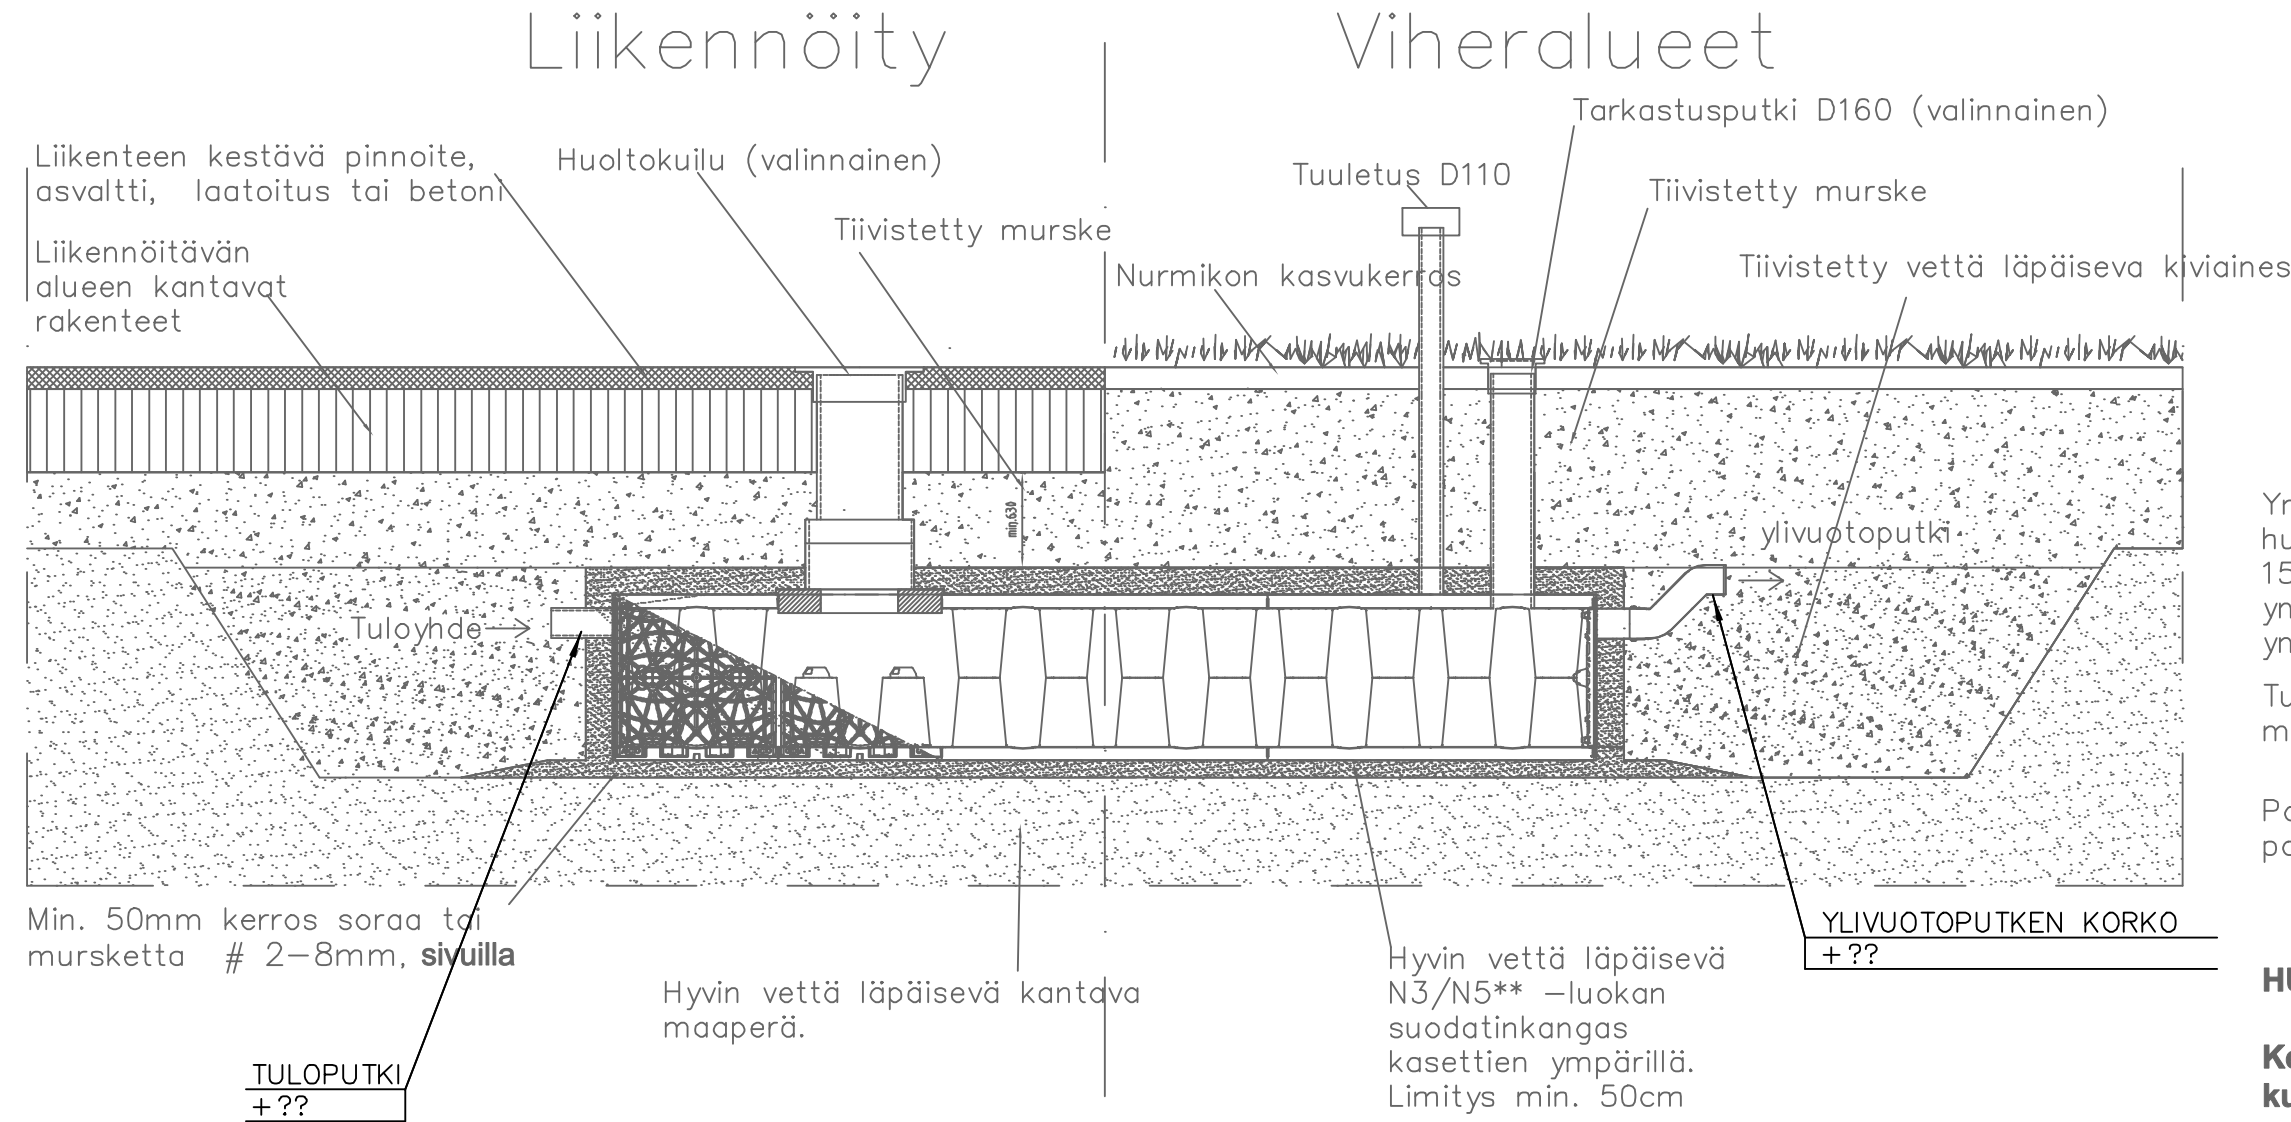 Liikennöity
Viheralueet
Tarkastusputki D160 (valinnainen)
Liikenteen kestävä pinnoite,
asvaltti, laatoitus tai betoni
Huoltokuilu (valinnainen)
Tuuletus D110
Tiivistetty murske
Tiivistetty murske
Liikennöitävän
alueen kantavat
rakenteet
Nurmikon kasvukerros
Tiivistetty vettä läpäiseva kiviaines
min.630
ylivuotoputki
Tuloyhde
Min. 50mm kerros soraa tai
mursketta # 2-8mm, sivuilla
Hyvin vettä läpäisevä kantava
maaperä.
Hyvin vettä läpäisevä
N3/N5** -luokan
suodatinkangas
kasettien ympärillä.
Limitys min. 50cm
YLIVUOTOPUTKEN KORKO
+??
TULOPUTKI
+??